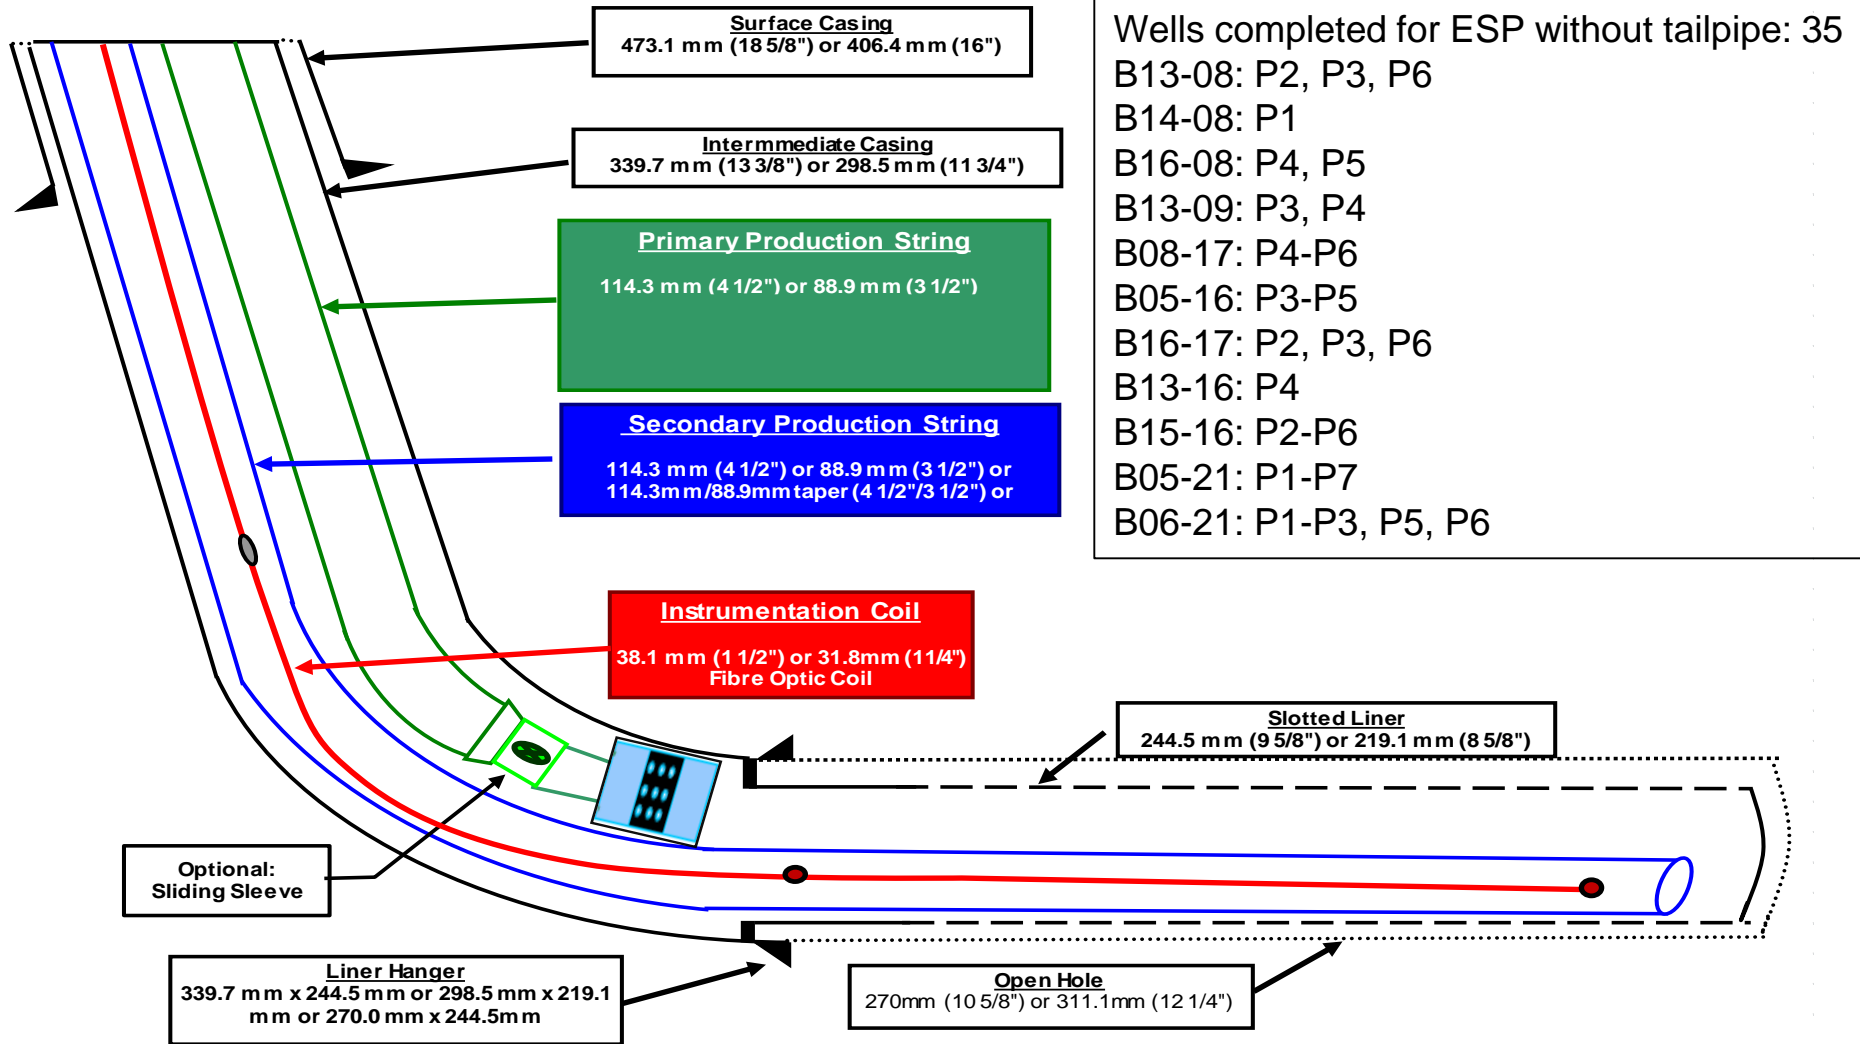 Surface Casing
473.1 mm (18 5/8") or 406.4 mm (16")
Intermmediate Casing
339.7 mm (13 3/8") or 298.5 mm (11 3/4")
Primary Production String
114.3 mm (4 1/2") or 88.9 mm (3 1/2")
Secondary Production String
114.3 mm (4 1/2") or 88.9 mm (3 1/2") or
114.3mm/88.9mm taper (4 1/2"/3 1/2") or
Instrumentation Coil
38.1 mm (1 1/2") or 31.8mm (11/4")
Fibre Optic Coil
Slotted Liner
244.5 mm (9 5/8") or 219.1 mm (8 5/8")
Optional:
Sliding Sleeve
Liner Hanger
339.7 mm x 244.5 mm or 298.5 mm x 219.1
mm or 270.0 mm x 244.5mm
Open Hole
270mm (10 5/8") or 311.1mm (12 1/4")
Wells completed for ESP without tailpipe: 35
B13-08: P2, P3, P6
B14-08: P1
B16-08: P4, P5
B13-09: P3, P4
B08-17: P4-P6
B05-16: P3-P5
B16-17: P2, P3, P6
B13-16: P4
B15-16: P2-P6
B05-21: P1-P7
B06-21: P1-P3, P5, P6